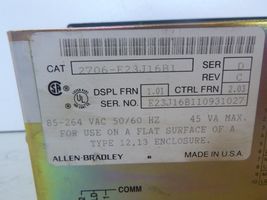 CAT 2706-E23J16B1 SER D
REV C
DSPL FRN 1.01 CTRL FRN 2.03
SER. NO. E23J16B110931027
85-264 VAC 50/60 HZ 45 VA MAX.
FOR USE ON A FLAT SURFACE OF A
TYPE 12,13 ENCLOSURE.
ALLEN-BRADLEY MADE IN U.S.A.
COMM